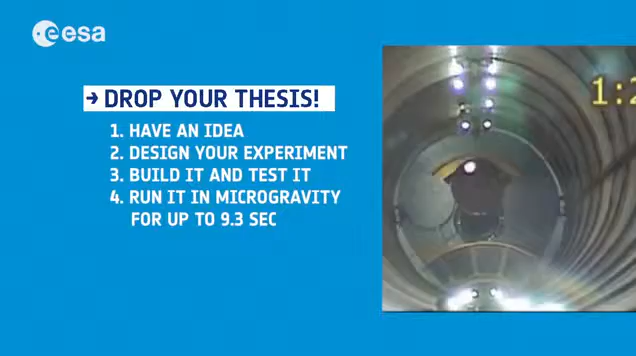 esa
→ DROP YOUR THESIS!
1. HAVE AN IDEA
2. DESIGN YOUR EXPERIMENT
3. BUILD IT AND TEST IT
4. RUN IT IN MICROGRAVITY
FOR UP TO 9.3 SEC